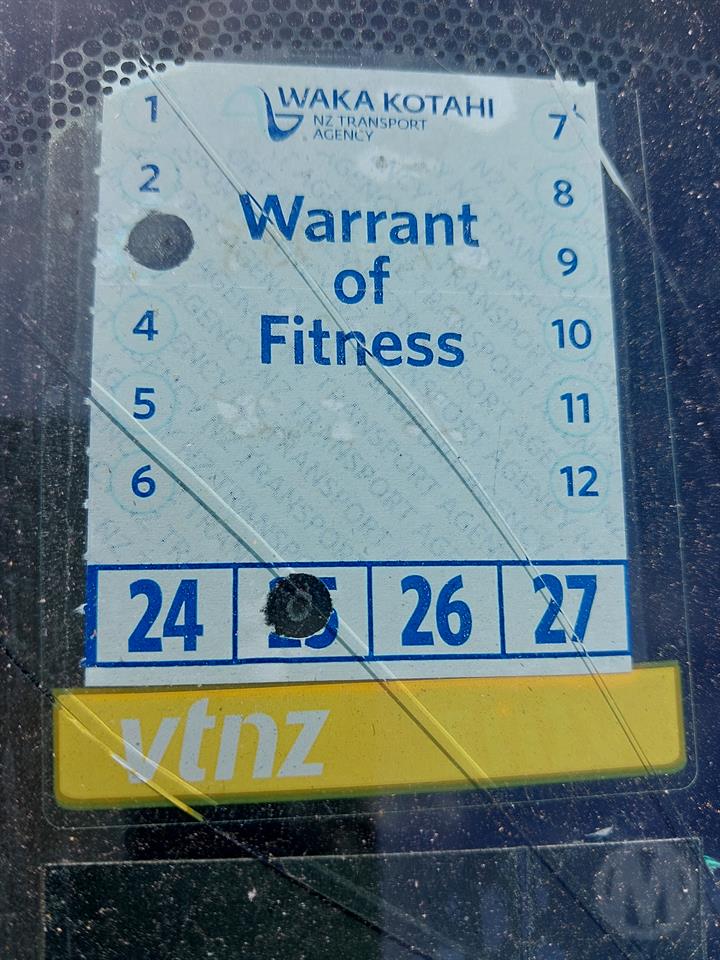 WAKA KOTAHI
NZ TRANSPORT
AGENCY
Warrant
of
Fitness
1
2
4
5
6
7
8
9
10
11
12
24 25 26 27
vtnz
M